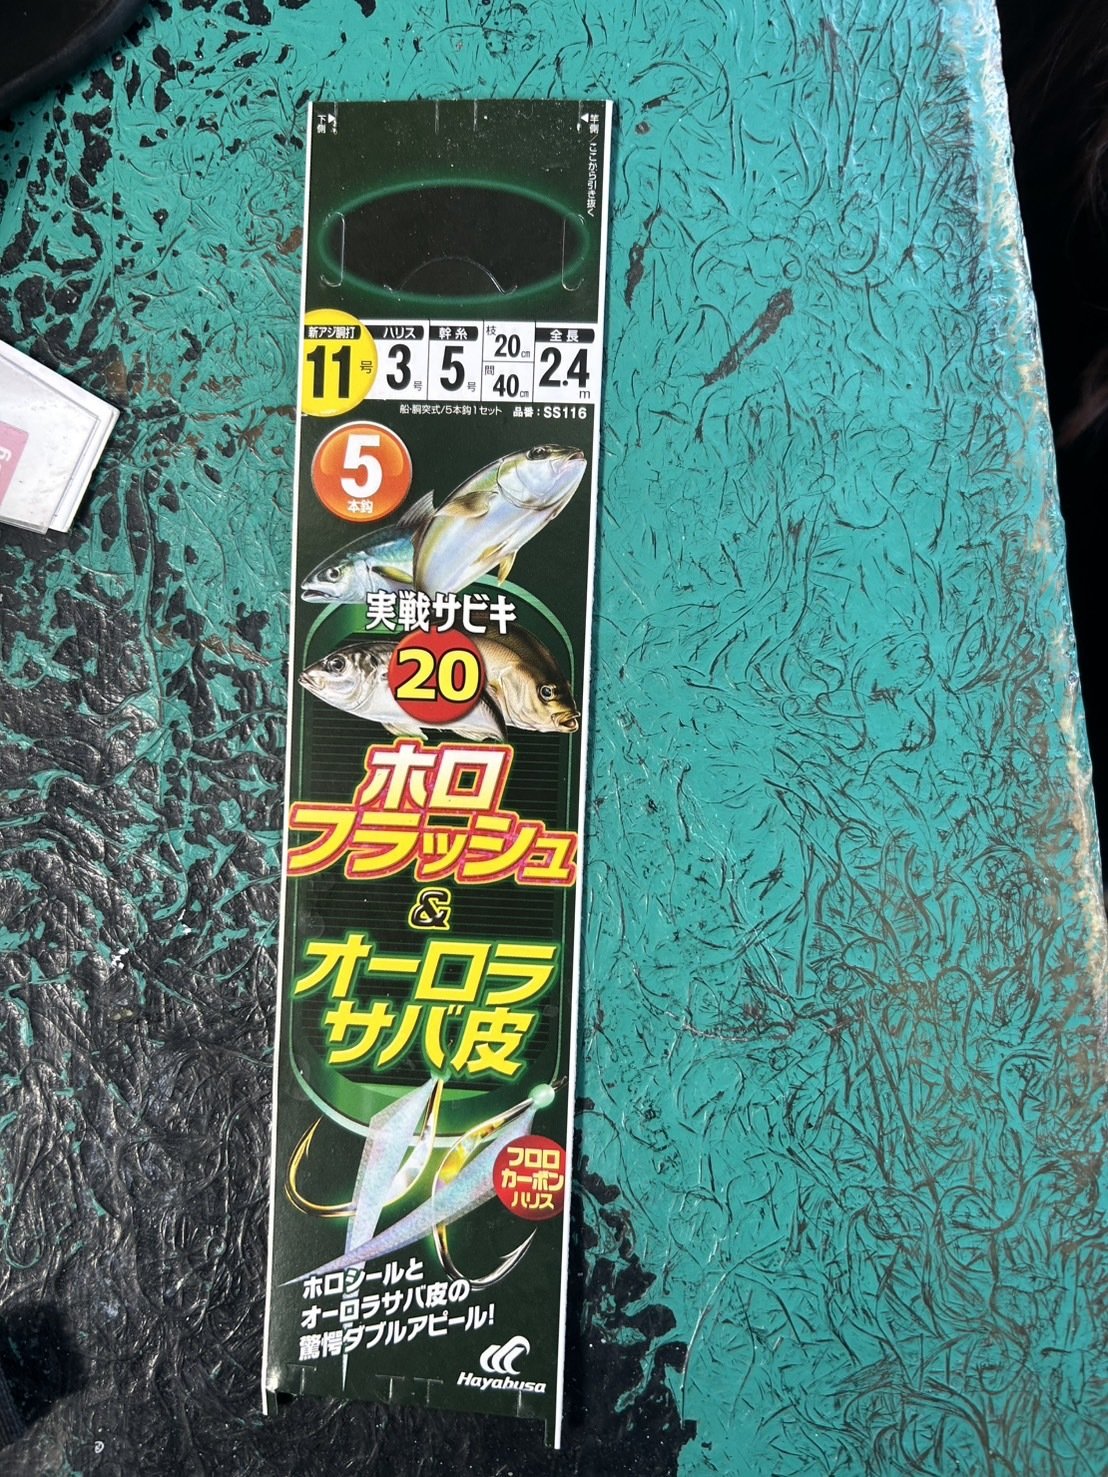 下側
竿側 ここから引き抜く
新アジ胴打 11号
ハリス 3号
幹糸 5号
枝 20cm
間 40cm
全長 2.4m
船・胴突式/5本鈎1セット 品番：SS116
5
本鈎
実戦サビキ
20
ホロ
フラッシュ
&
オーロラ
サバ皮
フロロ
カーボン
ハリス
ホロシールと
オーロラサバ皮の
驚愕ダブルアピール!
Hayabusa